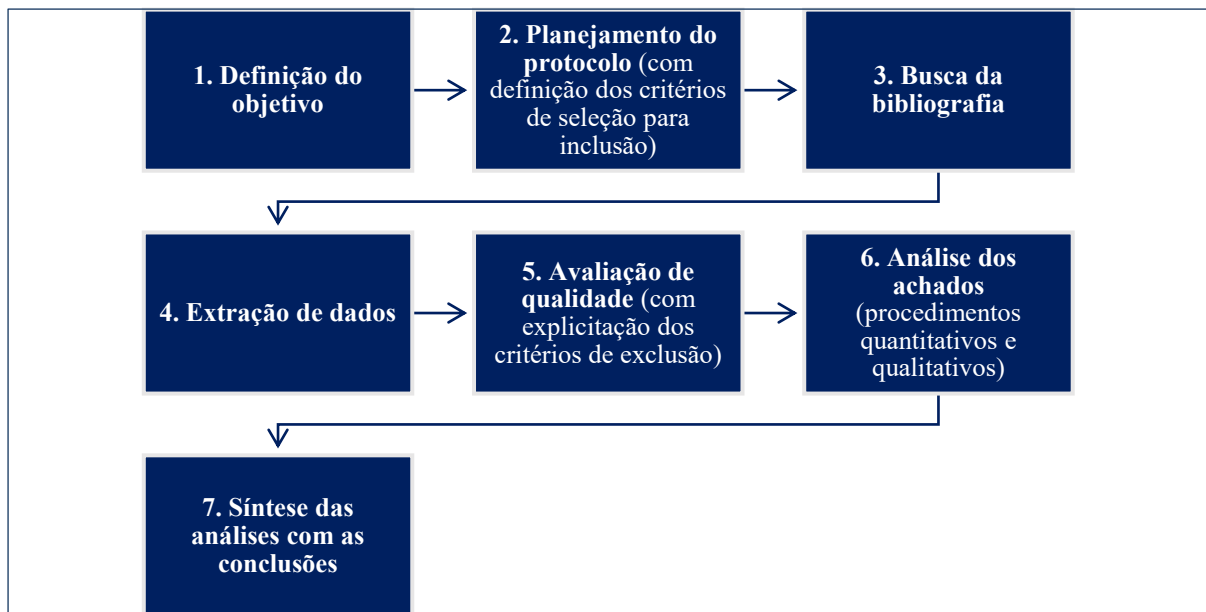 1. Definição do
objetivo
2. Planejamento do
protocolo (com
definição dos critérios
de seleção para
inclusão)
3. Busca da
bibliografia
4. Extração de dados
5. Avaliação de
qualidade (com
explicitação dos
critérios de exclusão)
6. Análise dos
achados
(procedimentos
quantitativos e
qualitativos)
7. Síntese das
análises com as
conclusões